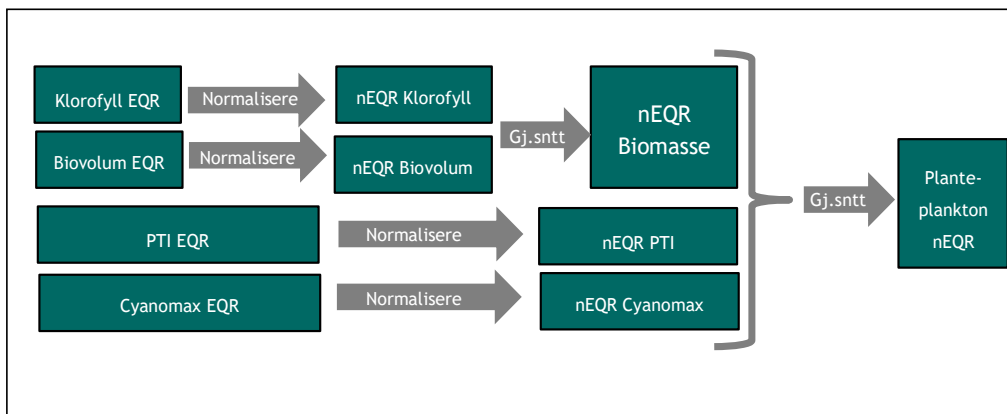 Klorofyll EQR
Normalisere
nEQR Klorofyll
Biovolum EQR
Normalisere
nEQR Biovolum
Gj.sntt
nEQR
Biomasse
PTI EQR
Normalisere
nEQR PTI
Cyanomax EQR
Normalisere
nEQR Cyanomax
Gj.sntt
Plante-
plankton
nEQR